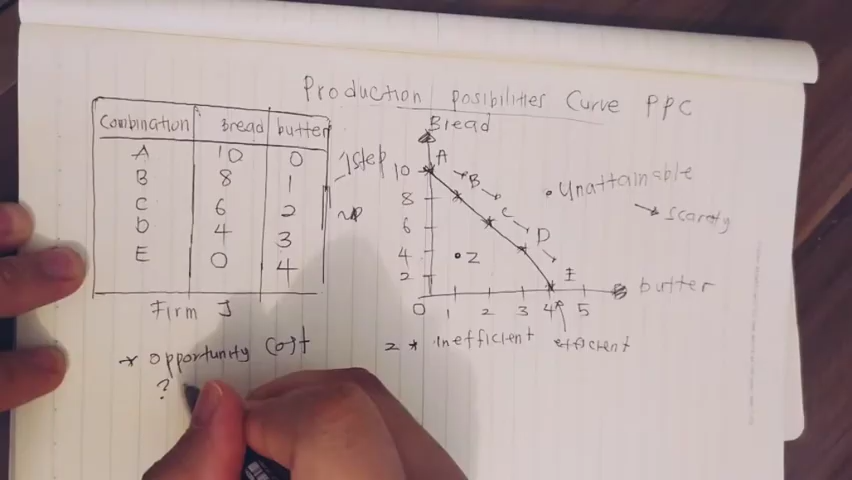 Production posibilities Curve PPC
Combination Bread butter
A 10 0
B 8 1
C 6 2
D 4 3
E 0 4
Firm J
1step
* opportunity Cost
?
Bread
10 A
B
8
C
6
D
4 Z
2 E
0 1 2 3 4 5
butter
Unattainable
scarcity
z * inefficient efficient